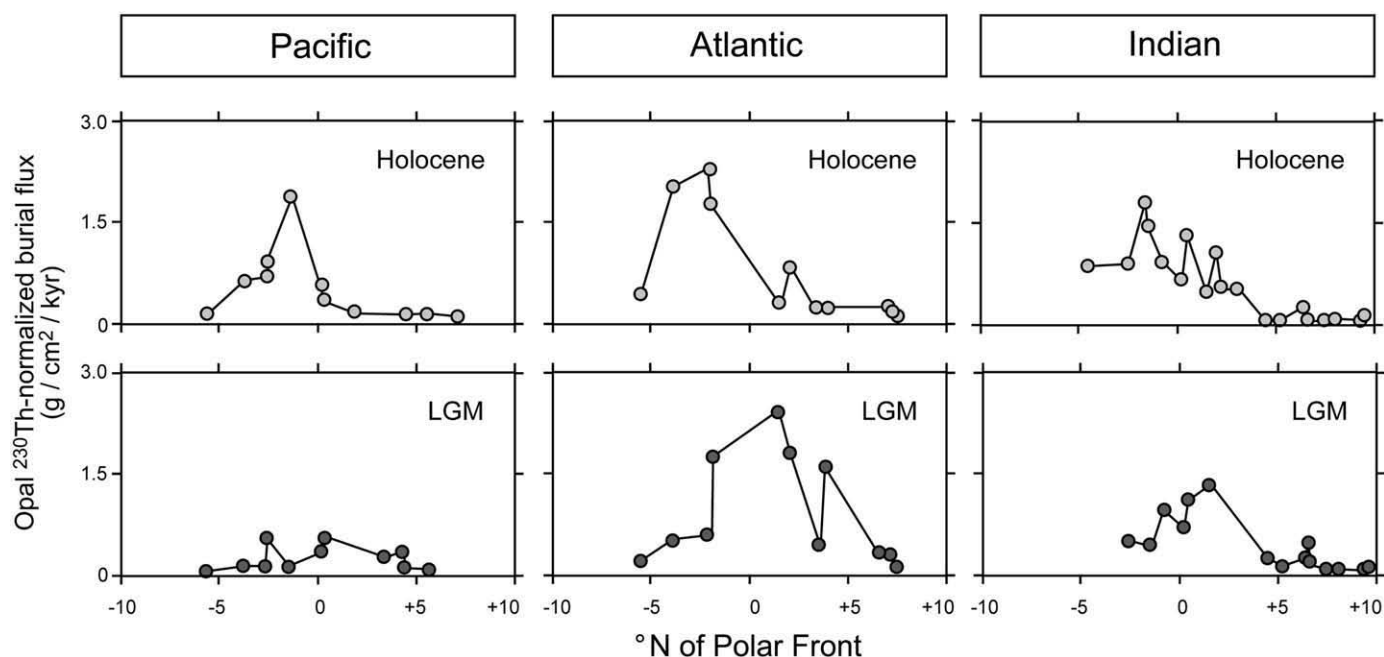 Pacific
Atlantic
Indian
Opal ²³⁰Th-normalized burial flux
(g / cm² / kyr)
3.0
1.5
0
Holocene
Holocene
Holocene
3.0
1.5
0
LGM
LGM
LGM
-10 -5 0 +5 +10
-10 -5 0 +5 +10
-10 -5 0 +5 +10
°N of Polar Front